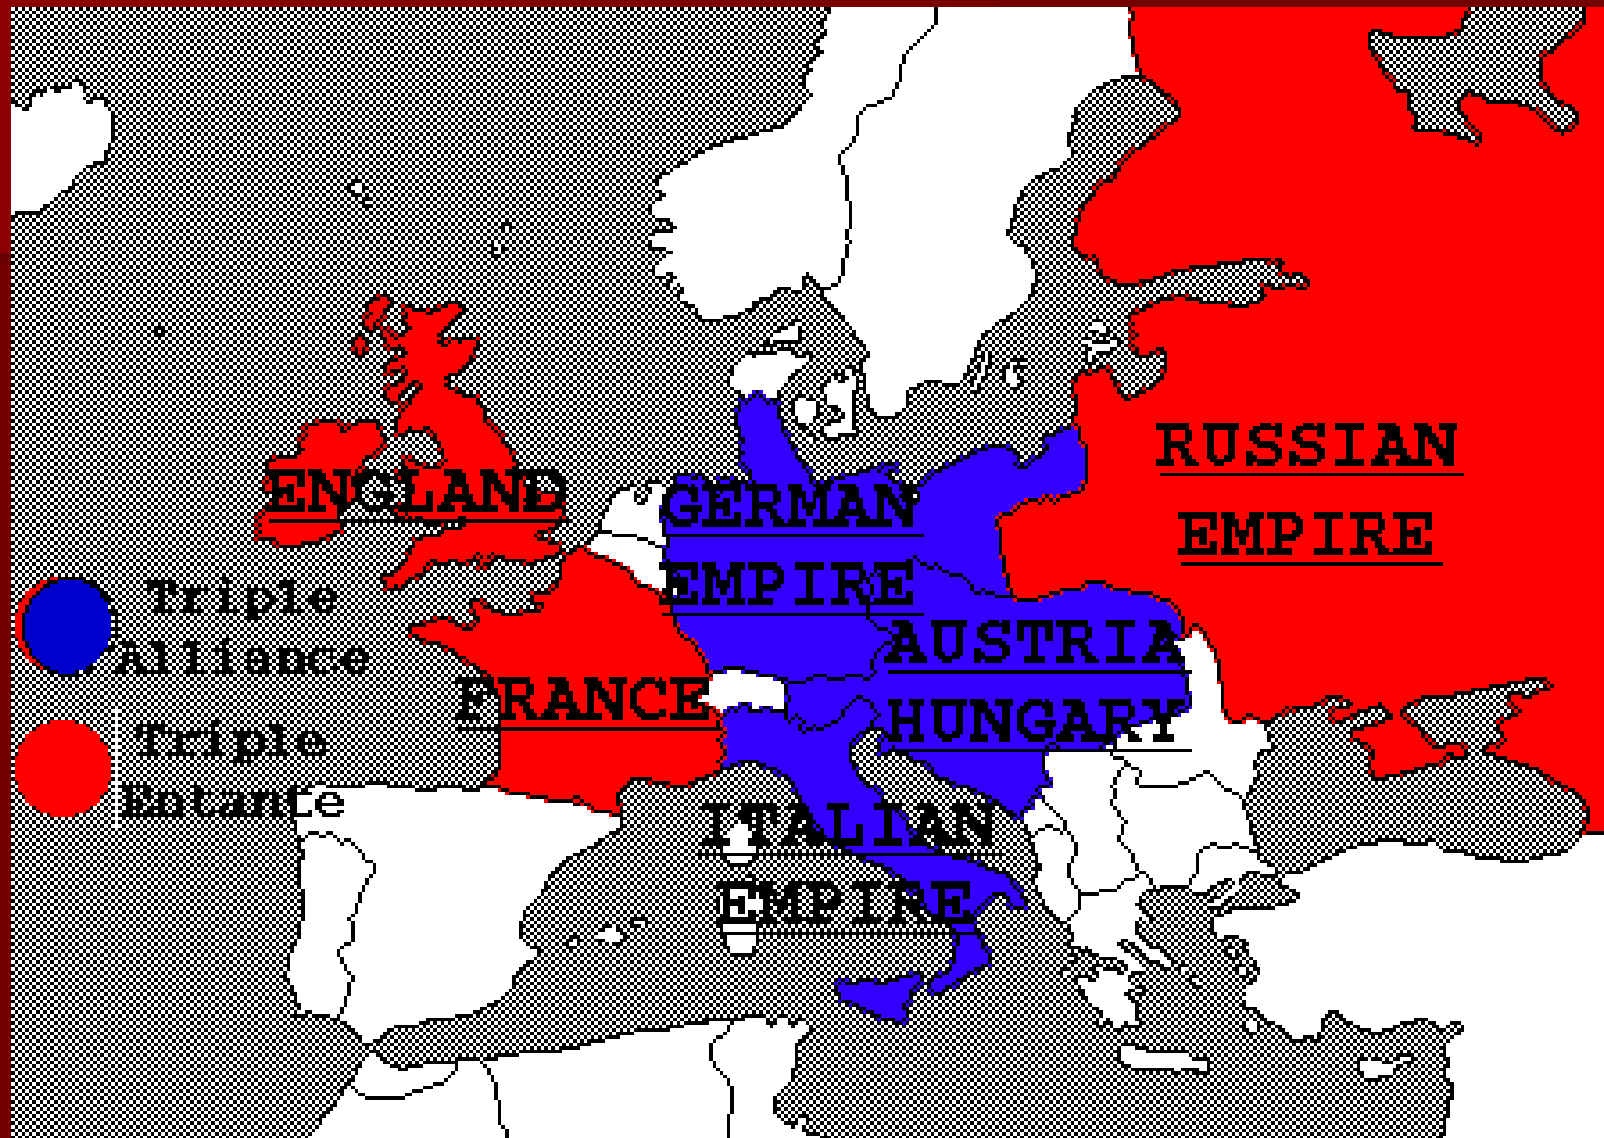 RUSSIAN
EMPIRE
ENGLAND
GERMAN
EMPIRE
Triple
Alliance
AUSTRIA
HUNGARY
FRANCE
Triple
Entante
ITALIAN
EMPIRE